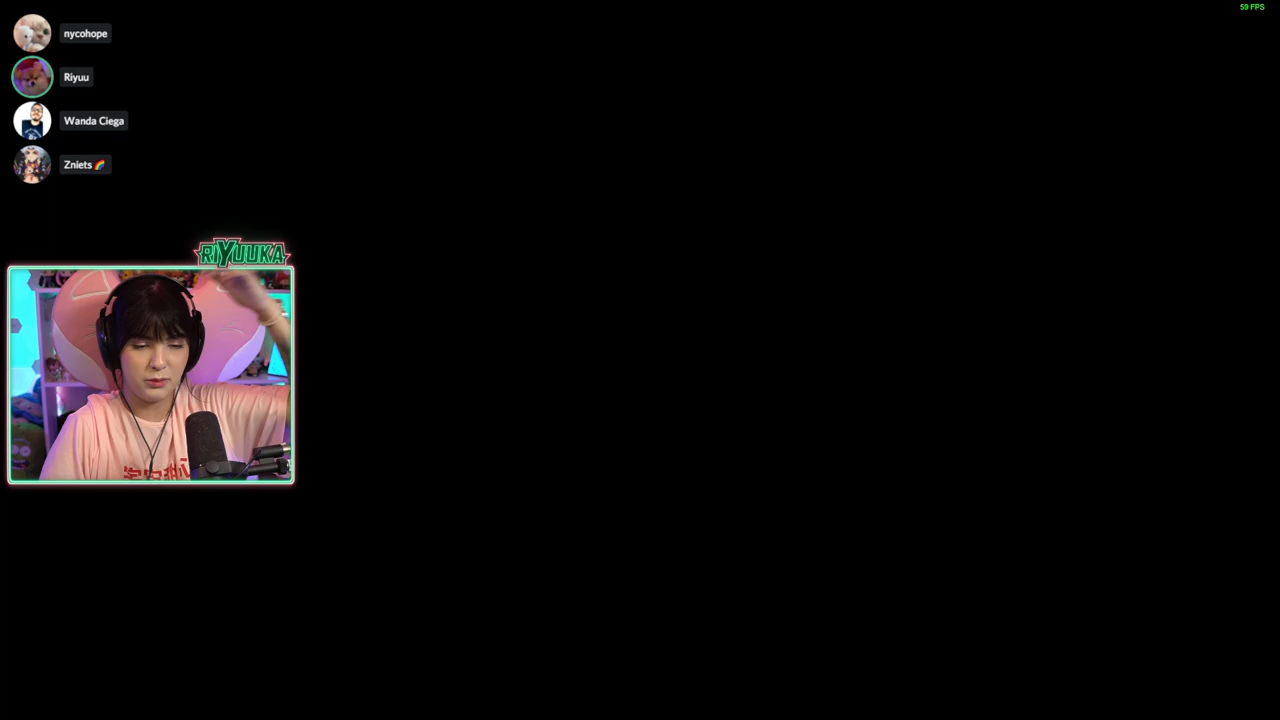 59 FPS
nycohope
Riyuu
Wanda Ciega
Zniets 🌈
RIYUUKA